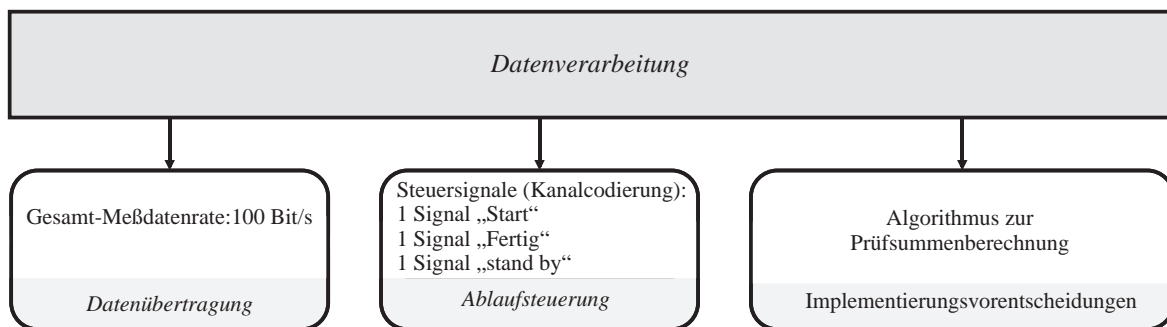 Datenverarbeitung
Gesamt-Meßdatenrate:100 Bit/s
Datenübertragung
Steuersignale (Kanalcodierung):
1 Signal „Start“
1 Signal „Fertig“
1 Signal „stand by“
Ablaufsteuerung
Algorithmus zur
Prüfsummenberechnung
Implementierungsvorentscheidungen